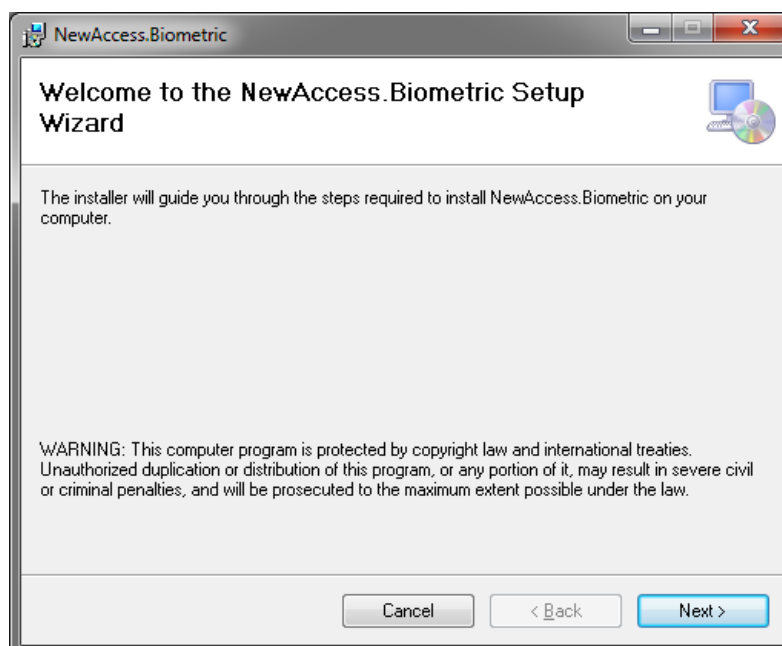 NewAccess.Biometric
Welcome to the NewAccess.Biometric Setup
Wizard
The installer will guide you through the steps required to install NewAccess.Biometric on your
computer.
WARNING: This computer program is protected by copyright law and international treaties.
Unauthorized duplication or distribution of this program, or any portion of it, may result in severe civil
or criminal penalties, and will be prosecuted to the maximum extent possible under the law.
Cancel
< Back
Next >